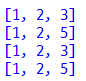 [1, 2, 3]
[1, 2, 5]
[1, 2, 3]
[1, 2, 5]